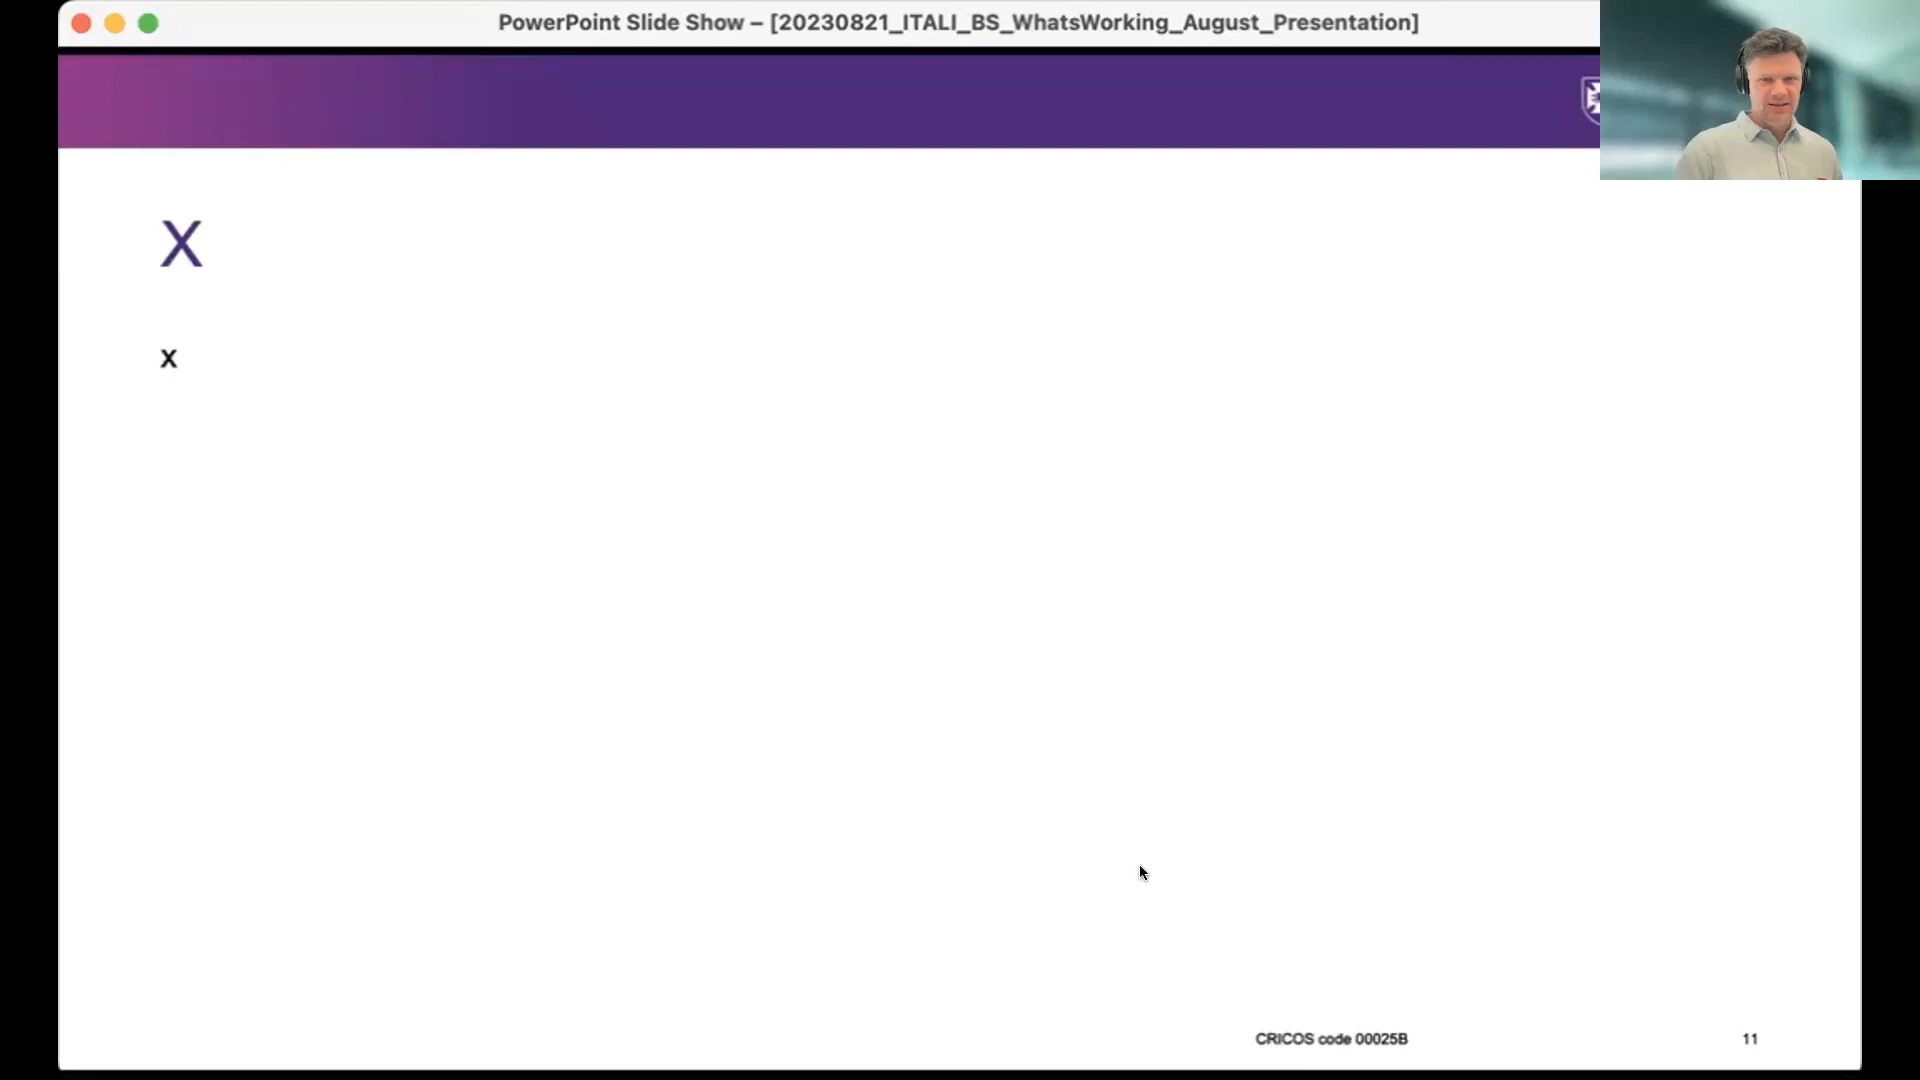 PowerPoint Slide Show – [20230821_ITALI_BS_WhatsWorking_August_Presentation]
X
x
CRICOS code 00025B
11